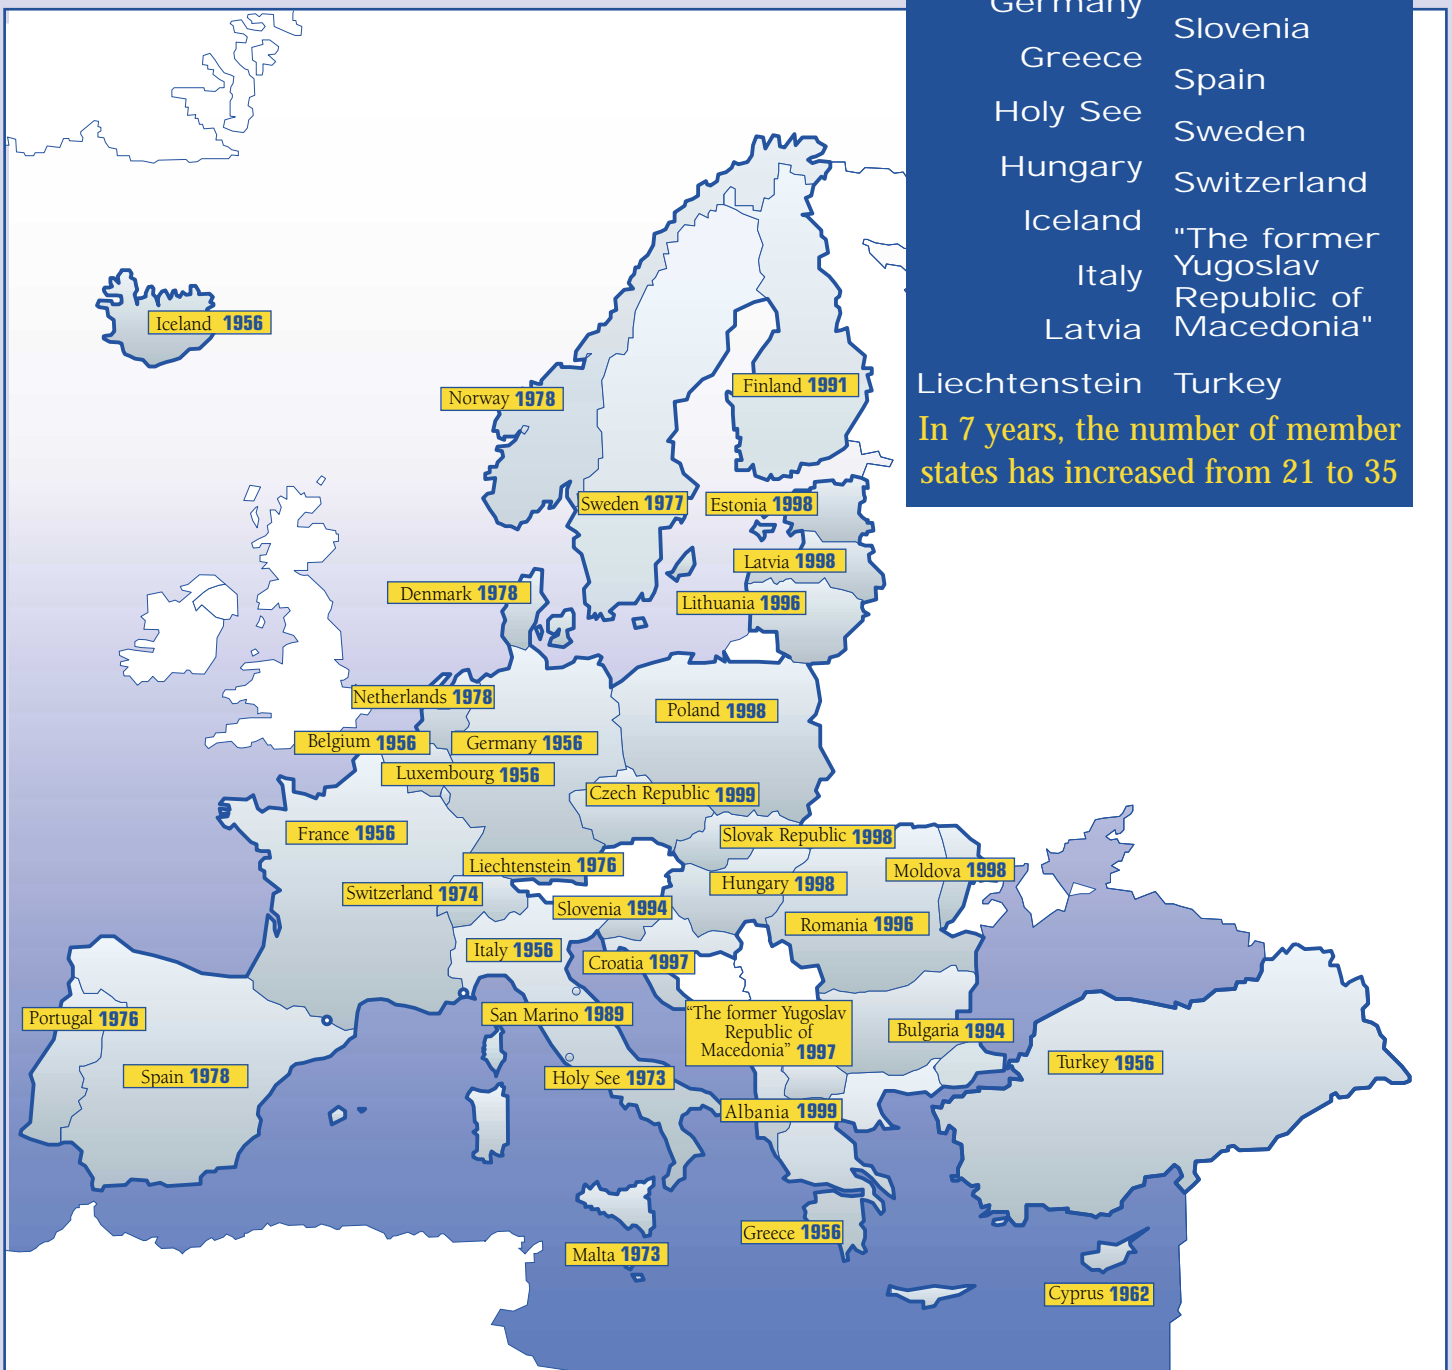 Germany
Greece
Holy See
Hungary
Iceland
Italy
Latvia
Liechtenstein
Slovenia
Spain
Sweden
Switzerland
"The former
Yugoslav
Republic of
Macedonia"
Turkey
In 7 years, the number of member
states has increased from 21 to 35
Iceland 1956
Finland 1991
Norway 1978
Sweden 1977
Estonia 1998
Latvia 1998
Denmark 1978
Lithuania 1996
Netherlands 1978
Poland 1998
Belgium 1956
Germany 1956
Luxembourg 1956
Czech Republic 1999
France 1956
Slovak Republic 1998
Liechtenstein 1976
Moldova 1998
Switzerland 1974
Hungary 1998
Slovenia 1994
Romania 1996
Italy 1956
Croatia 1997
Portugal 1976
San Marino 1989
"The former Yugoslav
Republic of
Macedonia" 1997
Bulgaria 1994
Turkey 1956
Spain 1978
Holy See 1973
Albania 1999
Greece 1956
Malta 1973
Cyprus 1962